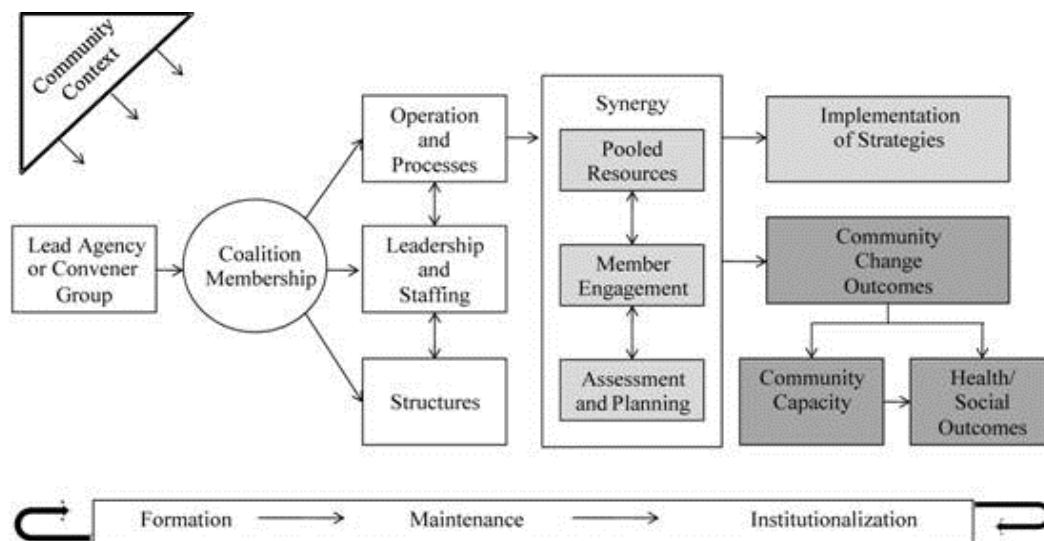 Community
Context
Lead Agency
or Convener
Group
Coalition
Membership
Operation
and
Processes
Leadership
and
Staffing
Structures
Synergy
Pooled
Resources
Member
Engagement
Assessment
and Planning
Implementation
of Strategies
Community
Change
Outcomes
Community
Capacity
Health/
Social
Outcomes
Formation
Maintenance
Institutionalization